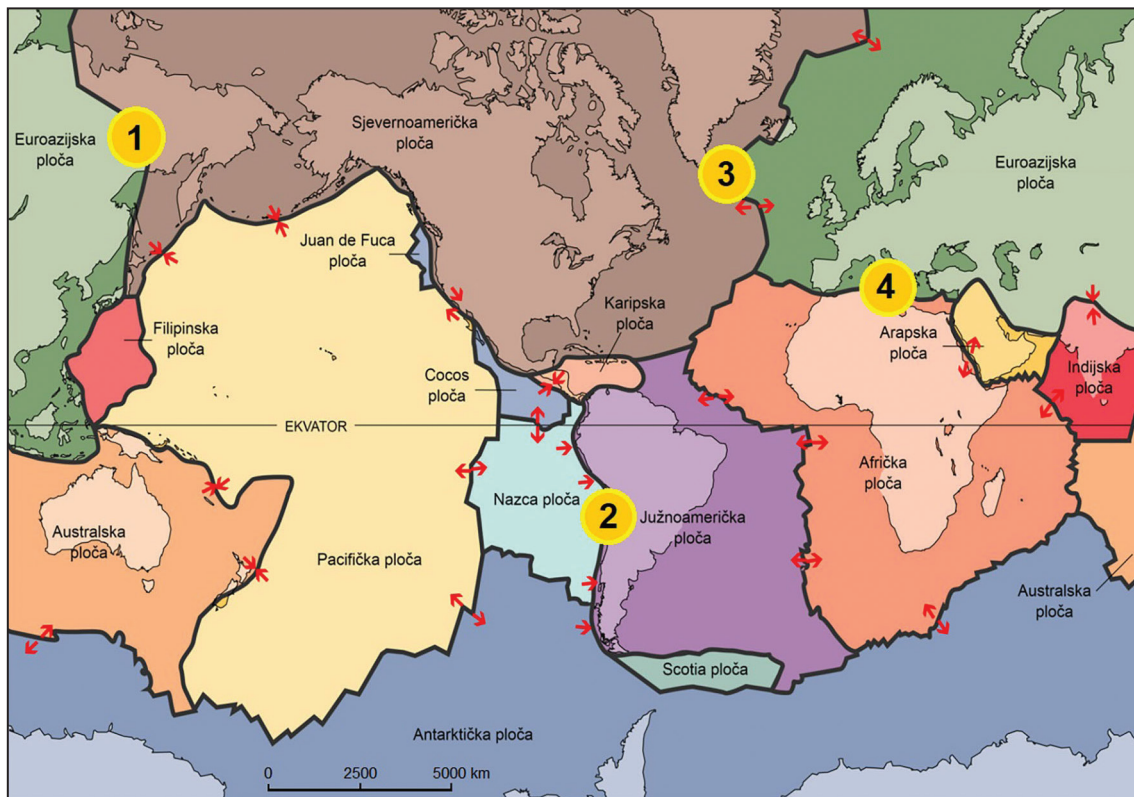 1
Euroazijska
ploča
Sjevernoamerička
ploča
3
Euroazijska
ploča
Juan de Fuca
ploča
4
Filipinska
ploča
Karipska
ploča
Arapska
ploča
Indijska
ploča
Cocos
ploča
EKVATOR
Afrička
ploča
Nazca ploča
2
Južnoamerička
ploča
Australska
ploča
Pacifička ploča
Australska
ploča
Scotia ploča
Antarktička ploča
0 2500 5000 km